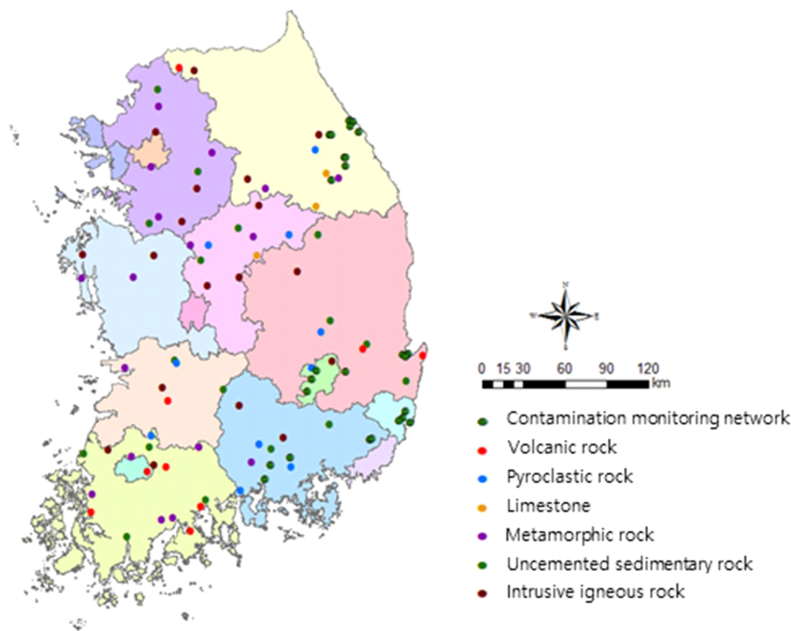 N
W E
S
0 15 30 60 90 120
km
Contamination monitoring network
Volcanic rock
Pyroclastic rock
Limestone
Metamorphic rock
Uncemented sedimentary rock
Intrusive igneous rock